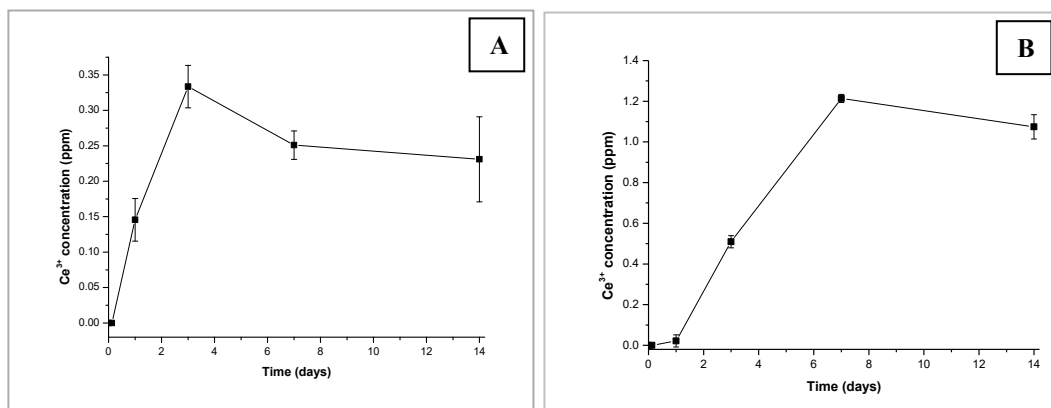 A
Ce³⁺ concentration (ppm)
0.35
0.30
0.25
0.20
0.15
0.10
0.05
0.00
0 2 4 6 8 10 12 14
Time (days)
B
Ce³⁺ concentration (ppm)
1.4
1.2
1.0
0.8
0.6
0.4
0.2
0.0
0 2 4 6 8 10 12 14
Time (days)